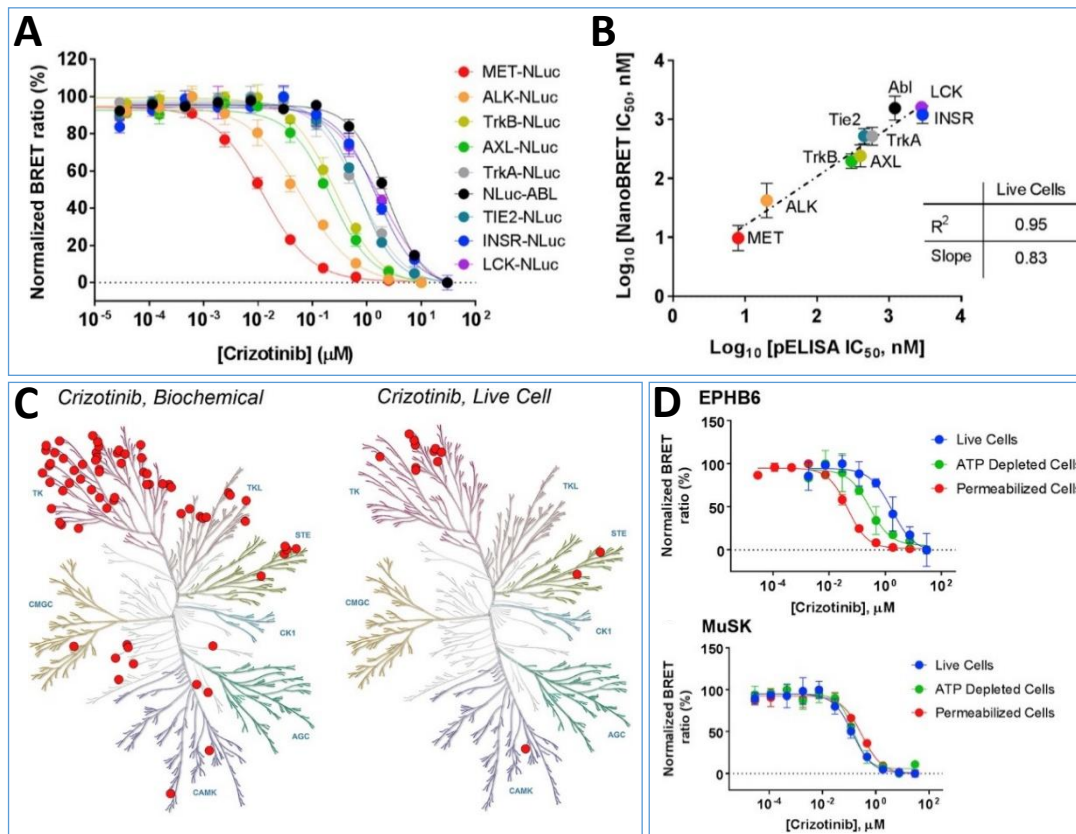 A
Normalized BRET ratio (%)
120
100
80
60
40
20
0
10⁻⁵ 10⁻⁴ 10⁻³ 10⁻² 10⁻¹ 10⁰ 10¹ 10²
[Crizotinib] (μM)
MET-NLuc
ALK-NLuc
TrkB-NLuc
AXL-NLuc
TrkA-NLuc
NLuc-ABL
TIE2-NLuc
INSR-NLuc
LCK-NLuc
B
Log₁₀ [NanoBRET IC₅₀, nM]
4
3
2
1
0
0 1 2 3 4
Log₁₀ [pELISA IC₅₀, nM]
Abl
LCK
INSR
Tie2
TrkA
TrkB
AXL
ALK
MET
Live Cells
R² 0.95
Slope 0.83
C
Crizotinib, Biochemical
TK
TKL
STE
CMGC
CK1
AGC
CAMK
Crizotinib, Live Cell
TK
TKL
STE
CMGC
CK1
AGC
CAMK
D
EPHB6
Normalized BRET
ratio (%)
150
100
50
0
10⁻⁴ 10⁻² 10⁰ 10²
[Crizotinib], μM
Live Cells
ATP Depleted Cells
Permeabilized Cells
MuSK
Normalized BRET
ratio (%)
150
100
50
0
10⁻⁴ 10⁻² 10⁰ 10²
[Crizotinib], μM
Live Cells
ATP Depleted Cells
Permeabilized Cells